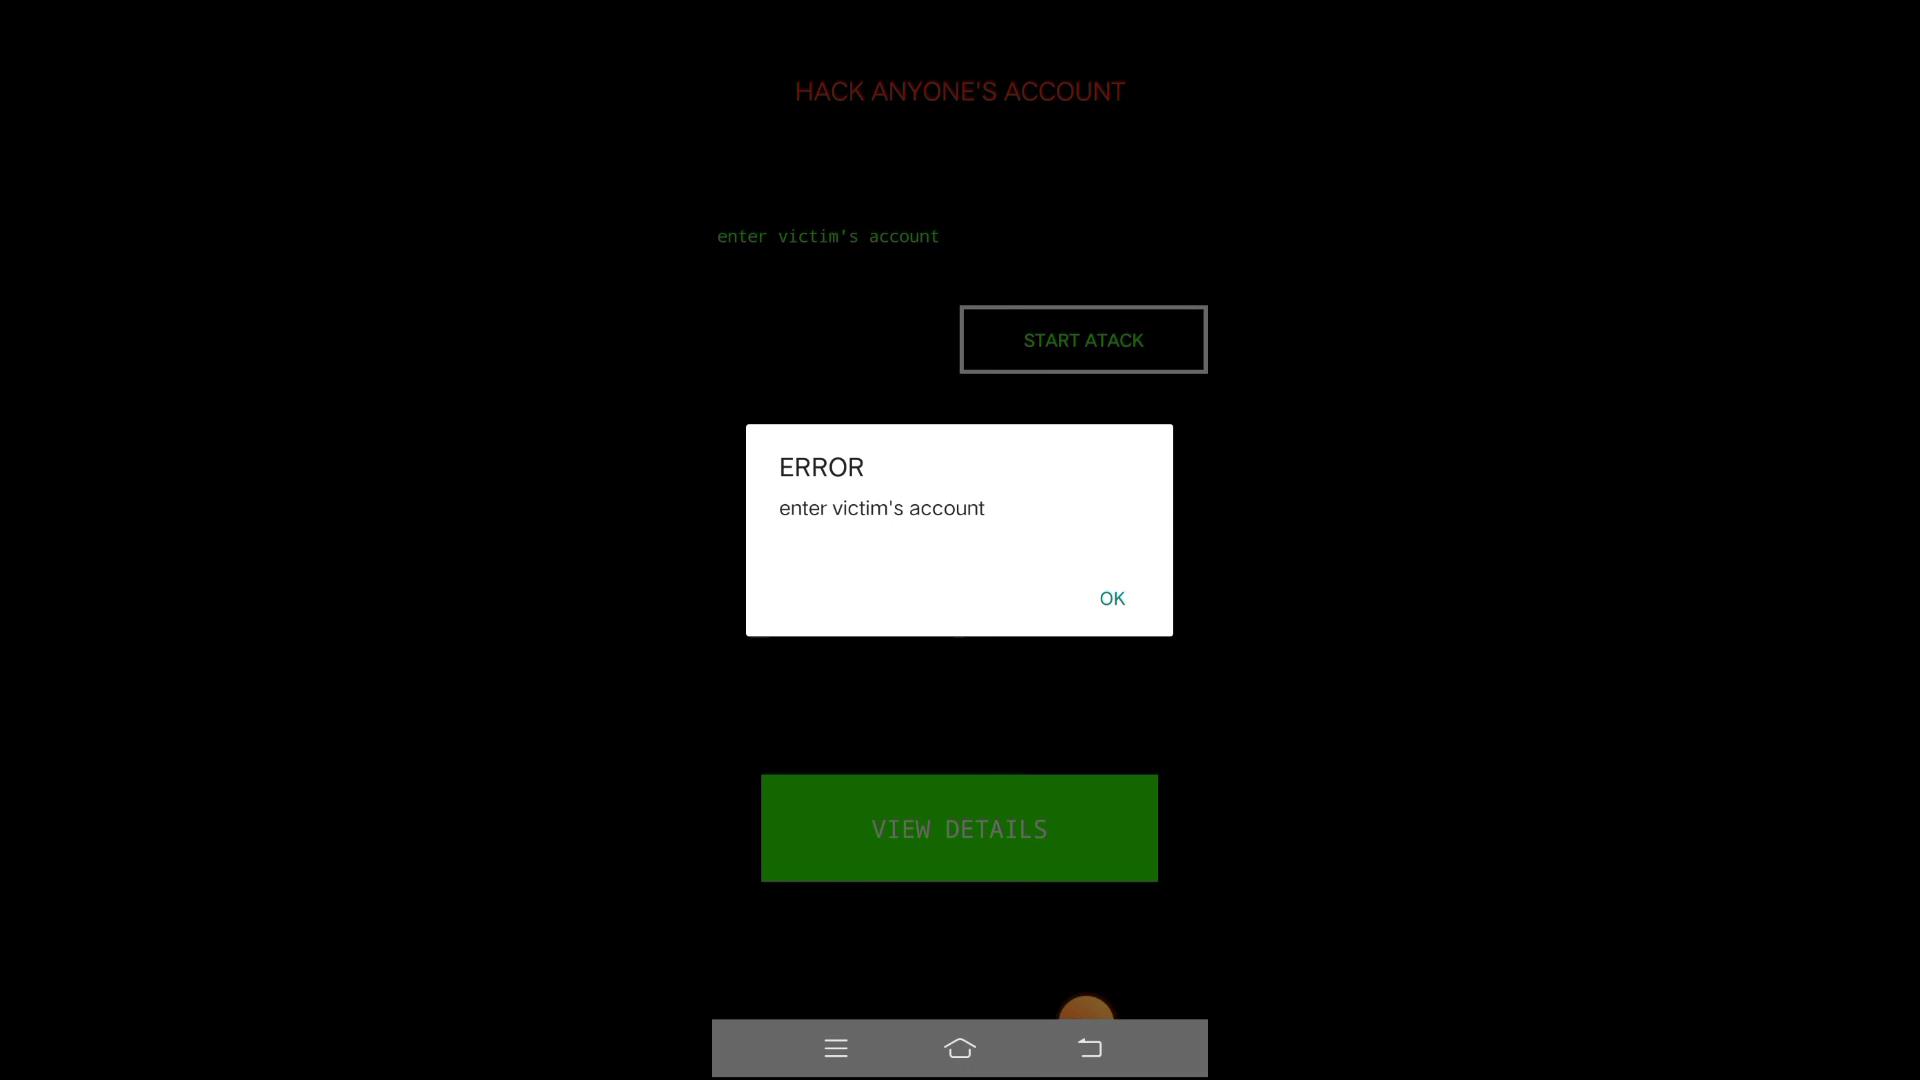 HACK ANYONE'S ACCOUNT
enter victim's account
START ATACK
ERROR
enter victim's account
OK
VIEW DETAILS